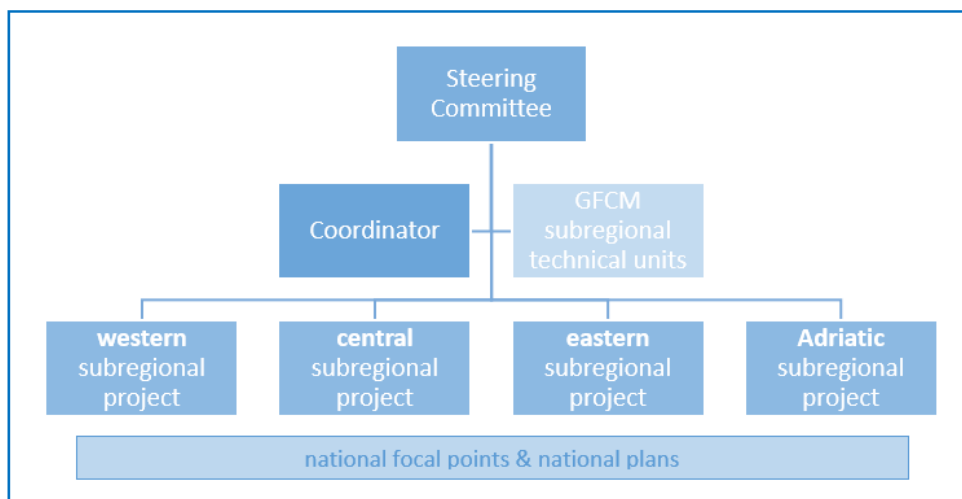 Steering
Committee
Coordinator
GFCM
subregional
technical units
western
subregional
project
central
subregional
project
eastern
subregional
project
Adriatic
subregional
project
national focal points & national plans